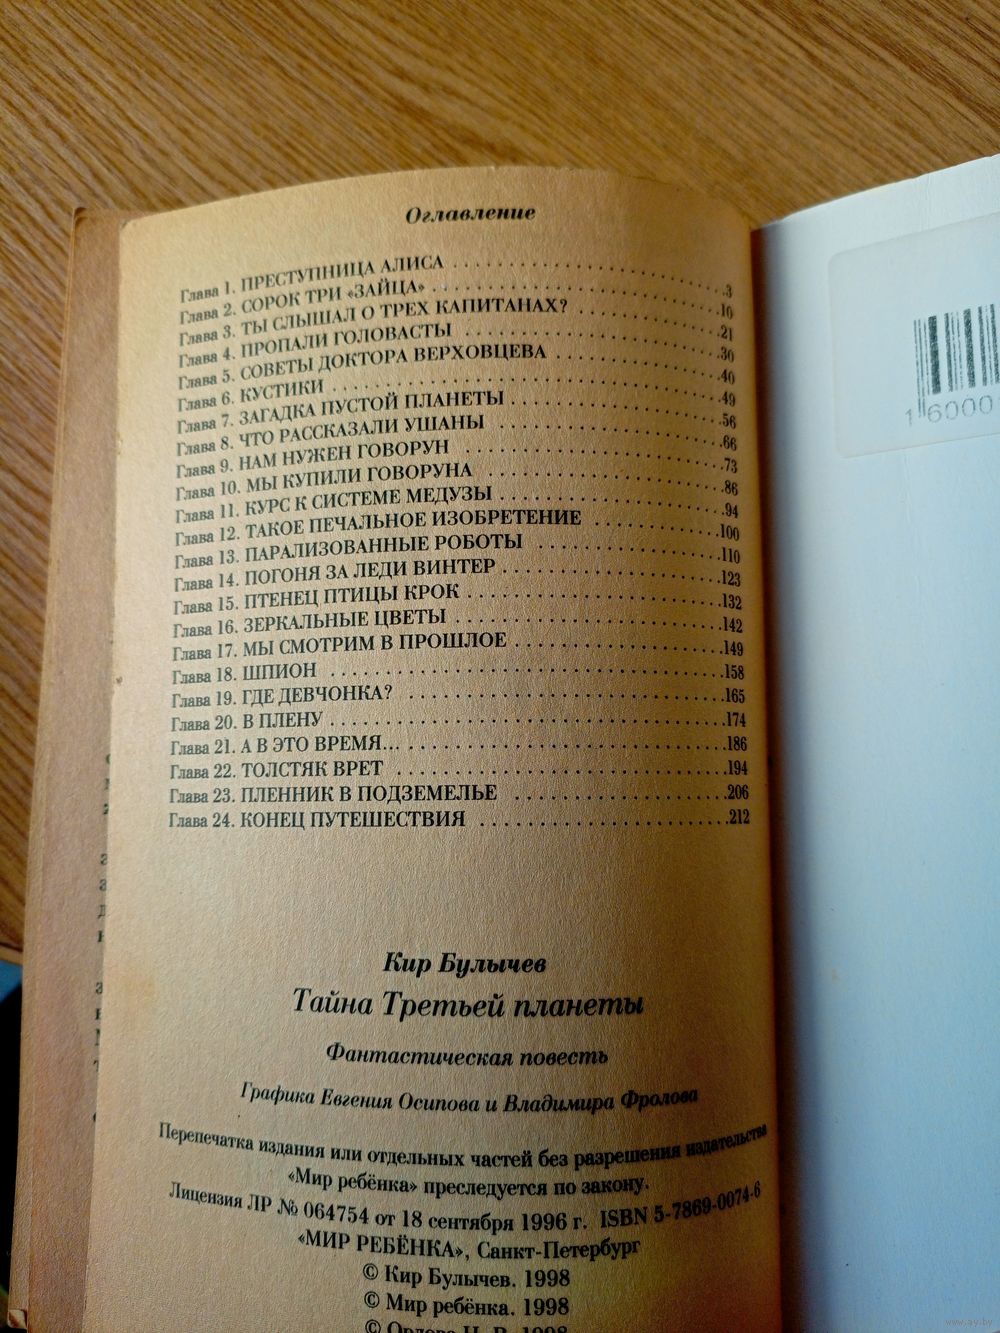 Оглавление
Глава 1. ПРЕСТУПНИЦА АЛИСА . . . . . . . . . . . . . . . . . . . . . . . .3
Глава 2. СОРОК ТРИ «ЗАЙЦА» . . . . . . . . . . . . . . . . . . . . . . . .10
Глава 3. ТЫ СЛЫШАЛ О ТРЕХ КАПИТАНАХ? . . . . . . . . . . . .21
Глава 4. ПРОПАЛИ ГОЛОВАСТЫ . . . . . . . . . . . . . . . . . . . . . .30
Глава 5. СОВЕТЫ ДОКТОРА ВЕРХОВЦЕВА . . . . . . . . . . . . . .40
Глава 6. КУСТИКИ . . . . . . . . . . . . . . . . . . . . . . . . . . . . . . . .49
Глава 7. ЗАГАДКА ПУСТОЙ ПЛАНЕТЫ . . . . . . . . . . . . . . . . .56
Глава 8. ЧТО РАССКАЗАЛИ УШАНЫ . . . . . . . . . . . . . . . . . . .66
Глава 9. НАМ НУЖЕН ГОВОРУН . . . . . . . . . . . . . . . . . . . . . .73
Глава 10. МЫ КУПИЛИ ГОВОРУНА . . . . . . . . . . . . . . . . . . . .86
Глава 11. КУРС К СИСТЕМЕ МЕДУЗЫ . . . . . . . . . . . . . . . . . .94
Глава 12. ТАКОЕ ПЕЧАЛЬНОЕ ИЗОБРЕТЕНИЕ . . . . . . . . . . .100
Глава 13. ПАРАЛИЗОВАННЫЕ РОБОТЫ . . . . . . . . . . . . . . . .110
Глава 14. ПОГОНЯ ЗА ЛЕДИ ВИНТЕР . . . . . . . . . . . . . . . . . .123
Глава 15. ПТЕНЕЦ ПТИЦЫ КРОК . . . . . . . . . . . . . . . . . . . . .132
Глава 16. ЗЕРКАЛЬНЫЕ ЦВЕТЫ . . . . . . . . . . . . . . . . . . . . . .142
Глава 17. МЫ СМОТРИМ В ПРОШЛОЕ . . . . . . . . . . . . . . . . .149
Глава 18. ШПИОН . . . . . . . . . . . . . . . . . . . . . . . . . . . . . . . .158
Глава 19. ГДЕ ДЕВЧОНКА? . . . . . . . . . . . . . . . . . . . . . . . . . .165
Глава 20. В ПЛЕНУ . . . . . . . . . . . . . . . . . . . . . . . . . . . . . . . .174
Глава 21. А В ЭТО ВРЕМЯ... . . . . . . . . . . . . . . . . . . . . . . . . . .186
Глава 22. ТОЛСТЯК ВРЕТ . . . . . . . . . . . . . . . . . . . . . . . . . . .194
Глава 23. ПЛЕННИК В ПОДЗЕМЕЛЬЕ . . . . . . . . . . . . . . . . . .206
Глава 24. КОНЕЦ ПУТЕШЕСТВИЯ . . . . . . . . . . . . . . . . . . . . .212
Кир Булычев
Тайна Третьей планеты
Фантастическая повесть
Графика Евгения Осипова и Владимира Фролова
Перепечатка издания или отдельных частей без разрешения издательства
«Мир ребёнка» преследуется по закону.
Лицензия ЛР № 064754 от 18 сентября 1996 г. ISBN 5-7869-0074-6
«МИР РЕБЁНКА», Санкт-Петербург
© Кир Булычев. 1998
© Мир ребёнка. 1998
© Орлова Н. В. 1998
1 6000
www.ay.by